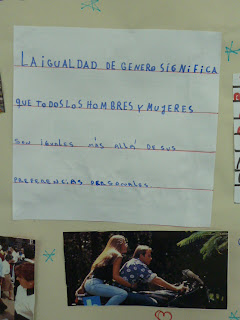 LA IGUALDAD DE GENERO SIGNIFICA
QUE TODOS LOS HOMBRES Y MUJERES
SON IGUALES MÁS ALLÁ DE SUS
PREFERENCIAS PERSONALES